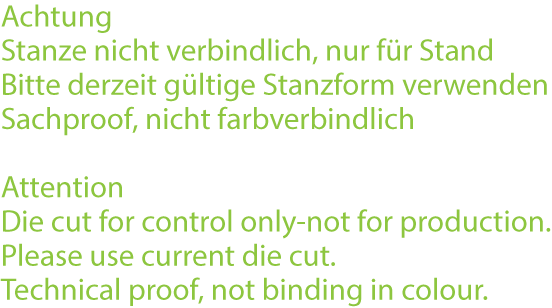 Achtung
Stanze nicht verbindlich, nur für Stand
Bitte derzeit gültige Stanzform verwenden
Sachproof, nicht farbverbindlich
Attention
Die cut for control only-not for production.
Please use current die cut.
Technical proof, not binding in colour.